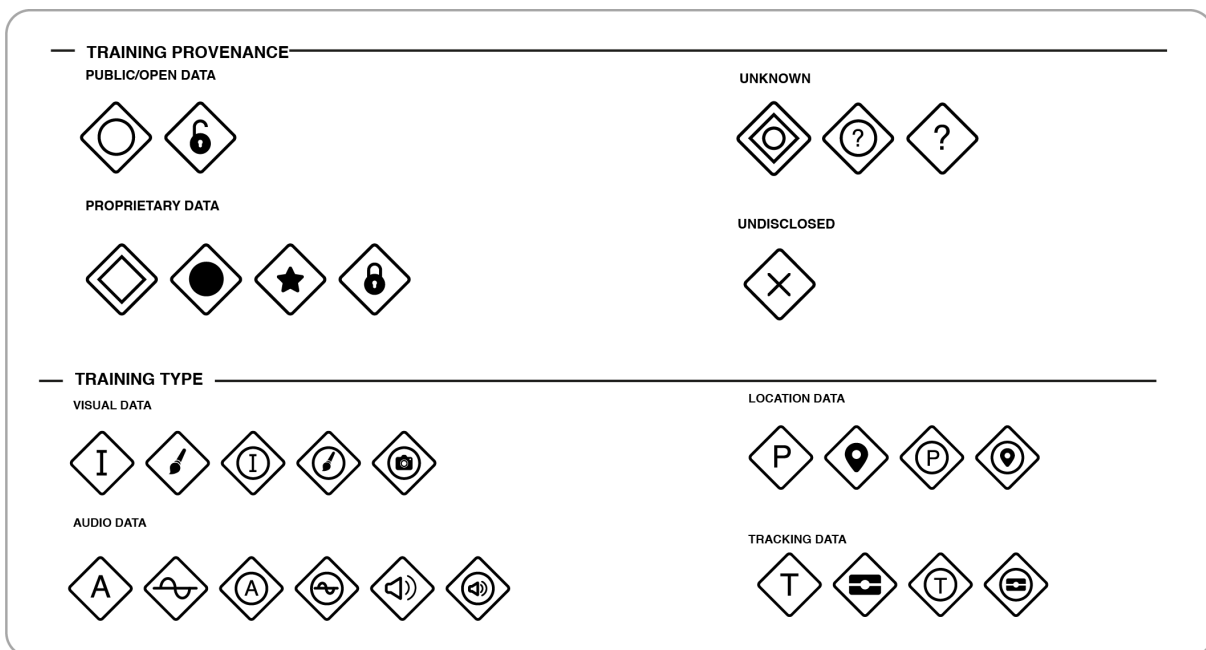 TRAINING PROVENANCE
PUBLIC/OPEN DATA
UNKNOWN
? ?
PROPRIETARY DATA
UNDISCLOSED
TRAINING TYPE
VISUAL DATA
LOCATION DATA
I I
P P
AUDIO DATA
TRACKING DATA
A A
T T